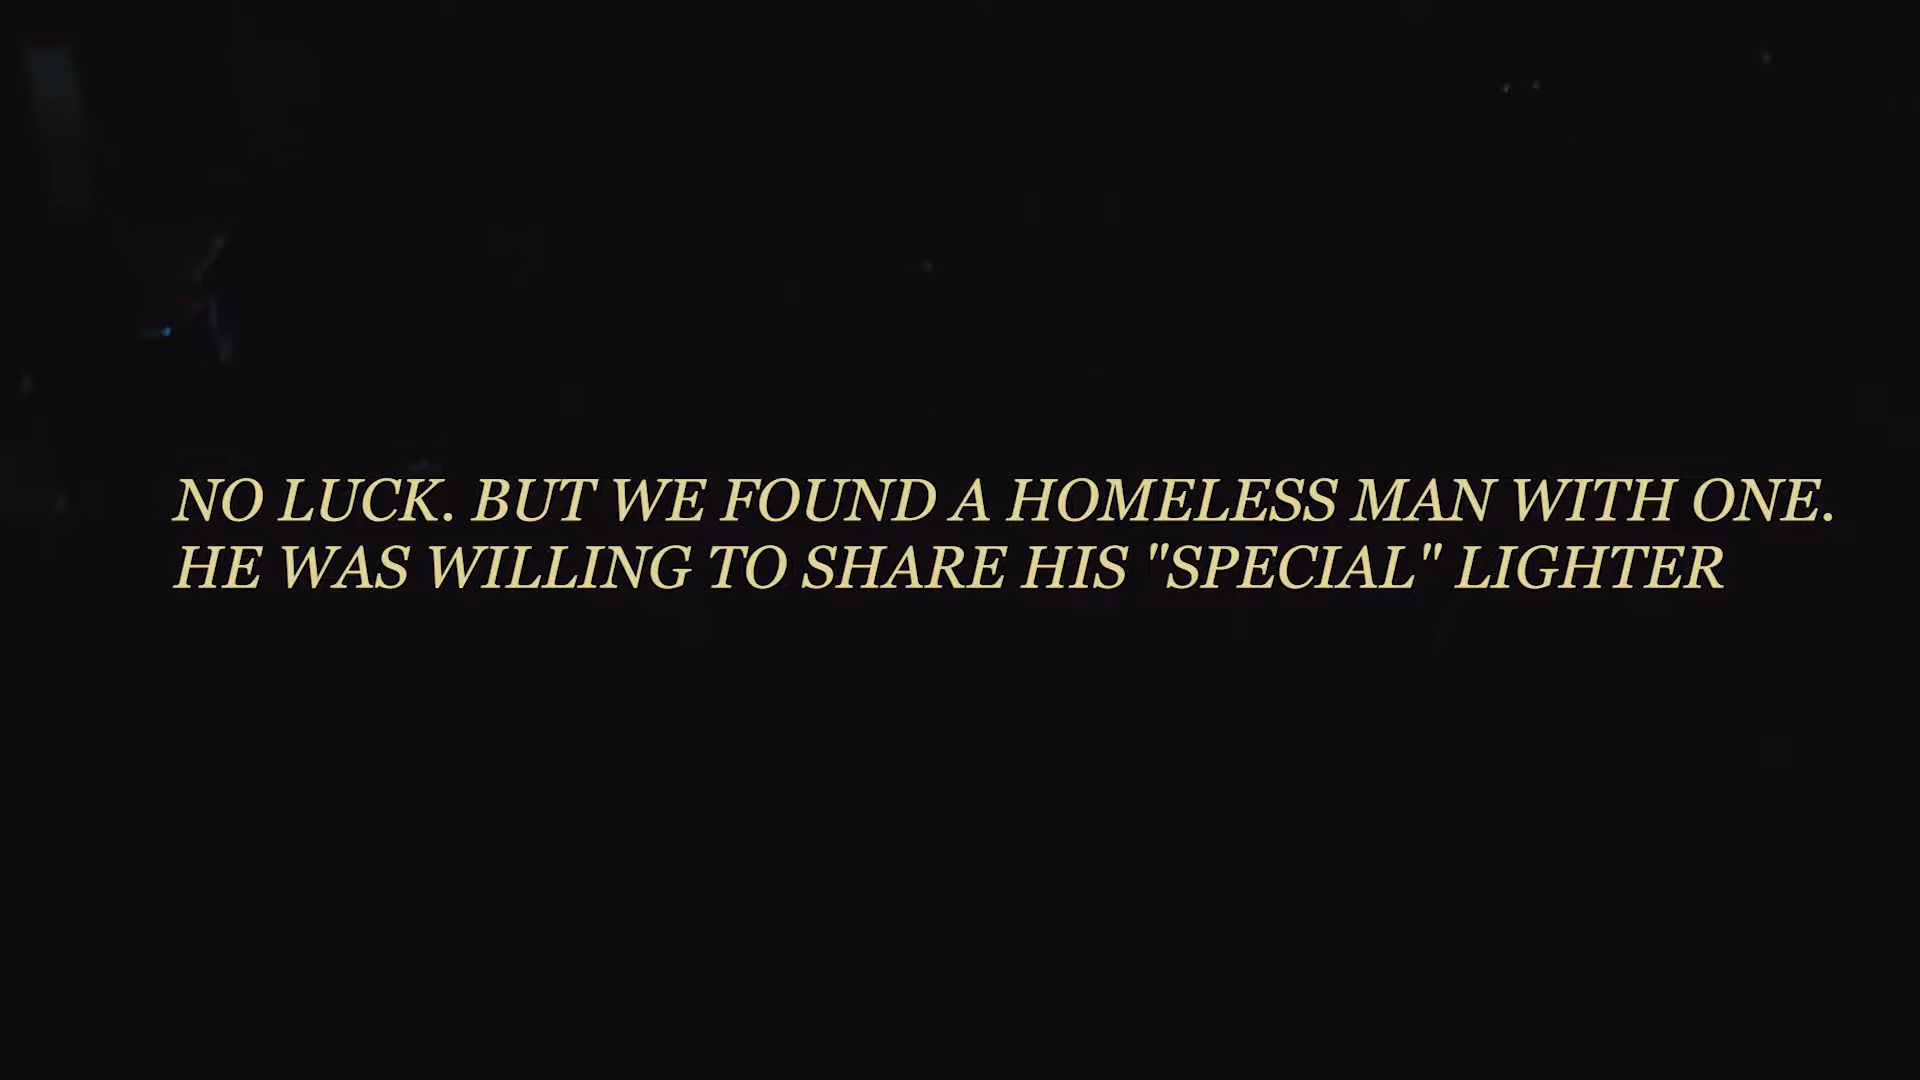 NO LUCK. BUT WE FOUND A HOMELESS MAN WITH ONE.
HE WAS WILLING TO SHARE HIS "SPECIAL" LIGHTER